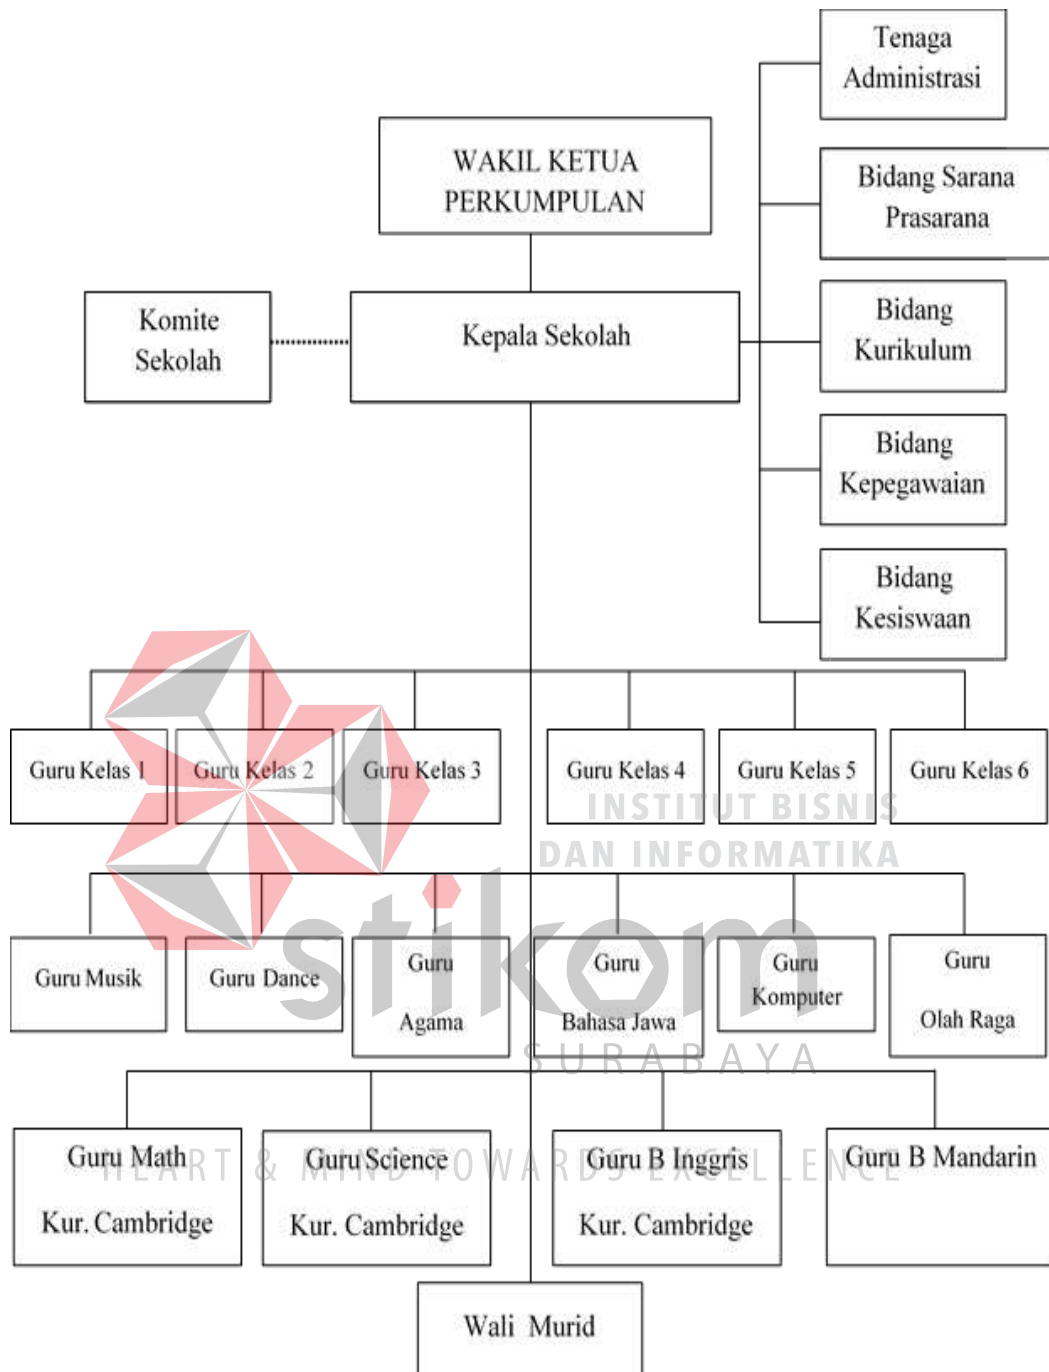 Tenaga
Administrasi
WAKIL KETUA
PERKUMPULAN
Bidang Sarana
Prasarana
Komite
Sekolah
Kepala Sekolah
Bidang
Kurikulum
Bidang
Kepegawaian
Bidang
Kesiswaan
Guru Kelas 1
Guru Kelas 2
Guru Kelas 3
Guru Kelas 4
Guru Kelas 5
Guru Kelas 6
INSTITUT BISNIS
DAN INFORMATIKA
stikom
SURABAYA
Guru Musik
Guru Dance
Guru
Agama
Guru
Bahasa Jawa
Guru
Komputer
Guru
Olah Raga
Guru Math
Kur. Cambridge
Guru Science
Kur. Cambridge
Guru B Inggris
Kur. Cambridge
Guru B Mandarin
HEART & MIND TOWARDS EXCELLENCE
Wali Murid